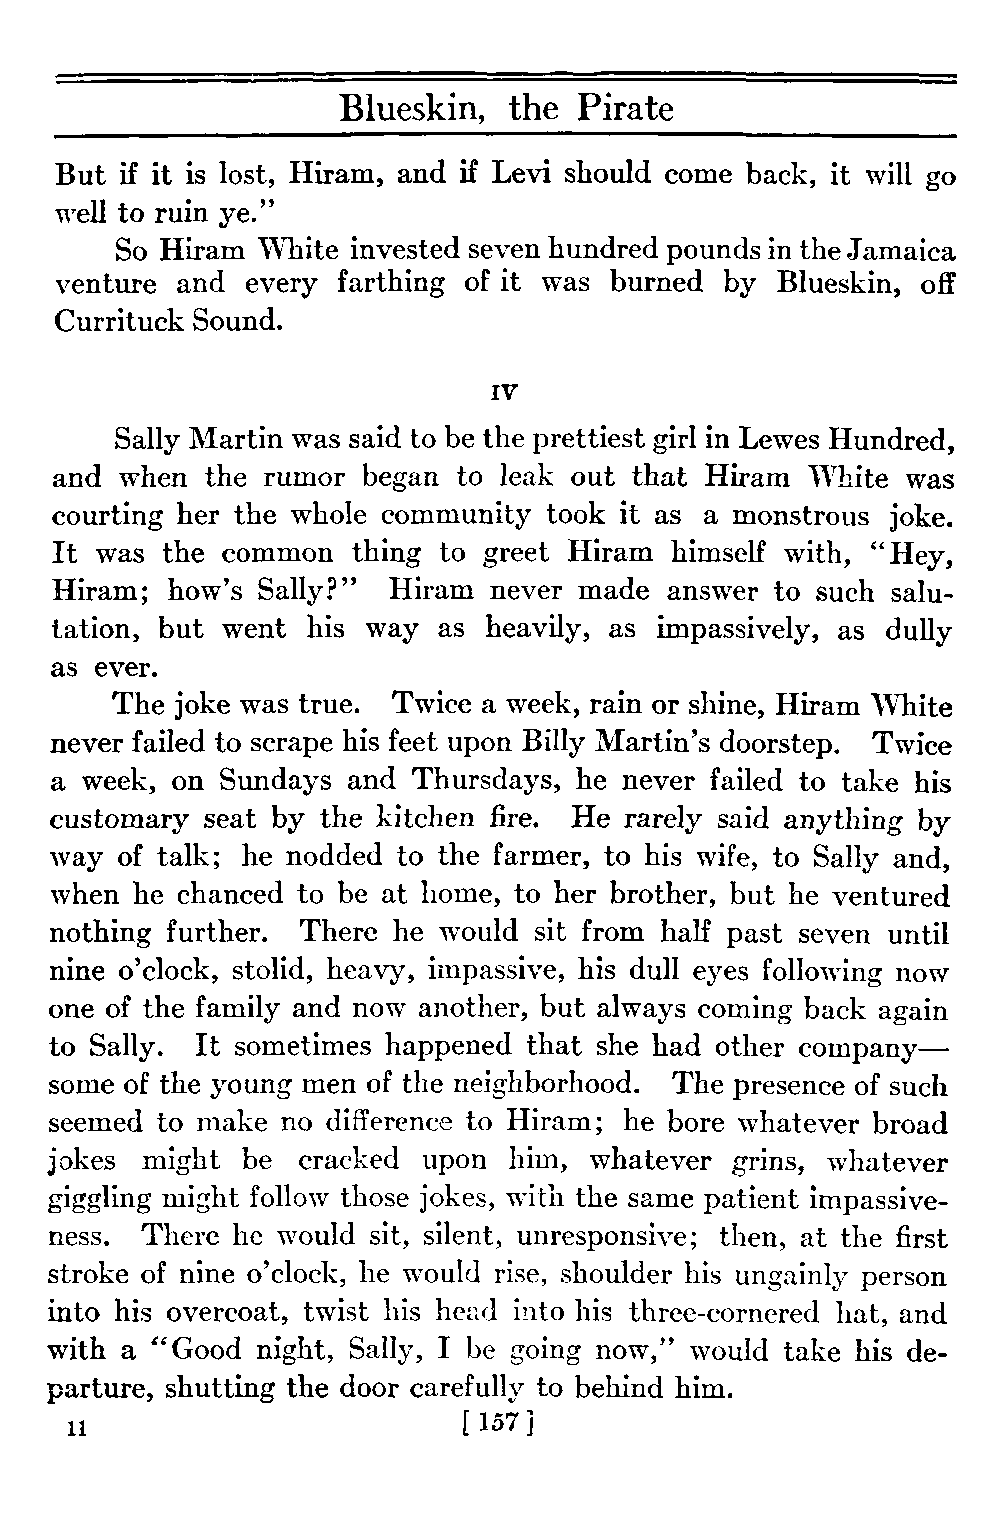 Blueskin, the Pirate
But if it is lost, Hiram, and if Levi should come back, it will go
well to ruin ye.”
So Hiram White invested seven hundred pounds in the Jamaica
venture and every farthing of it was burned by Blueskin, off
Currituck Sound.
IV
Sally Martin was said to be the prettiest girl in Lewes Hundred,
and when the rumor began to leak out that Hiram White was
courting her the whole community took it as a monstrous joke.
It was the common thing to greet Hiram himself with, “Hey,
Hiram; how’s Sally?” Hiram never made answer to such salu-
tation, but went his way as heavily, as impassively, as dully
as ever.
The joke was true. Twice a week, rain or shine, Hiram White
never failed to scrape his feet upon Billy Martin’s doorstep. Twice
a week, on Sundays and Thursdays, he never failed to take his
customary seat by the kitchen fire. He rarely said anything by
way of talk; he nodded to the farmer, to his wife, to Sally and,
when he chanced to be at home, to her brother, but he ventured
nothing further. There he would sit from half past seven until
nine o’clock, stolid, heavy, impassive, his dull eyes following now
one of the family and now another, but always coming back again
to Sally. It sometimes happened that she had other company—
some of the young men of the neighborhood. The presence of such
seemed to make no difference to Hiram; he bore whatever broad
jokes might be cracked upon him, whatever grins, whatever
giggling might follow those jokes, with the same patient impassive-
ness. There he would sit, silent, unresponsive; then, at the first
stroke of nine o’clock, he would rise, shoulder his ungainly person
into his overcoat, twist his head into his three-cornered hat, and
with a “Good night, Sally, I be going now,” would take his de-
parture, shutting the door carefully to behind him.
11 [ 157 ]